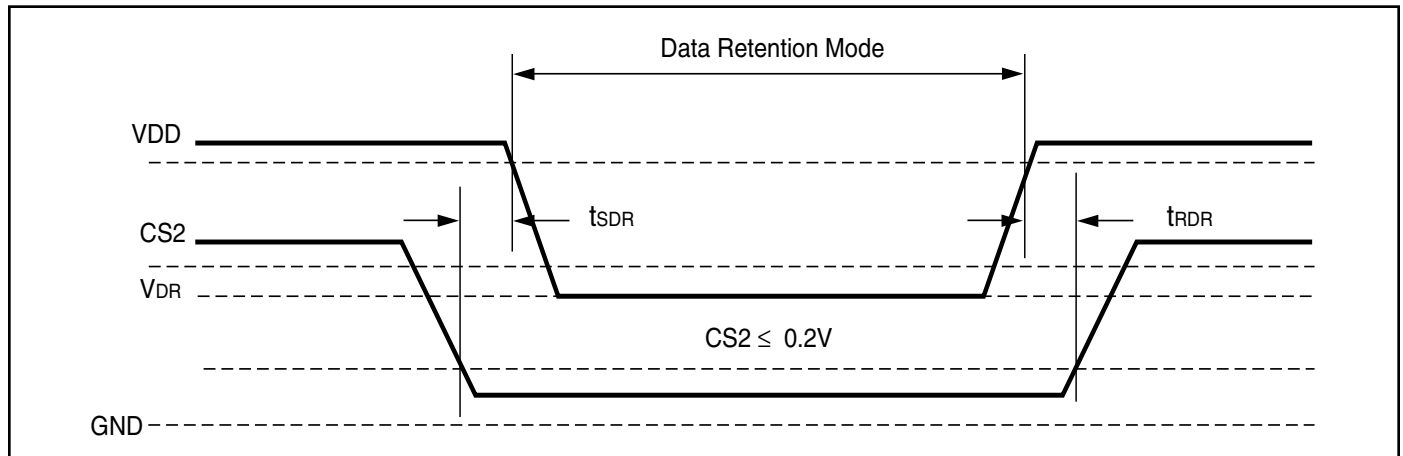 Data Retention Mode
VDD
tSDR
tRDR
CS2
VDR
CS2 ≤ 0.2V
GND